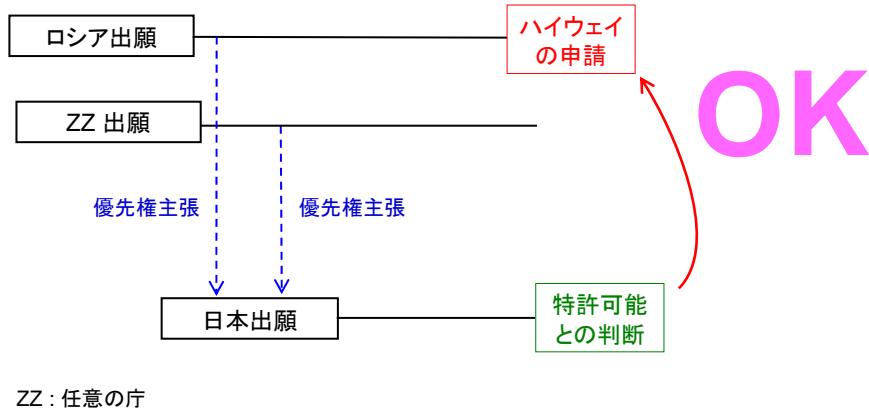 ロシア出願
ハイウェイ
の申請
OK
ZZ 出願
優先権主張
優先権主張
日本出願
特許可能
との判断
ZZ : 任意の庁